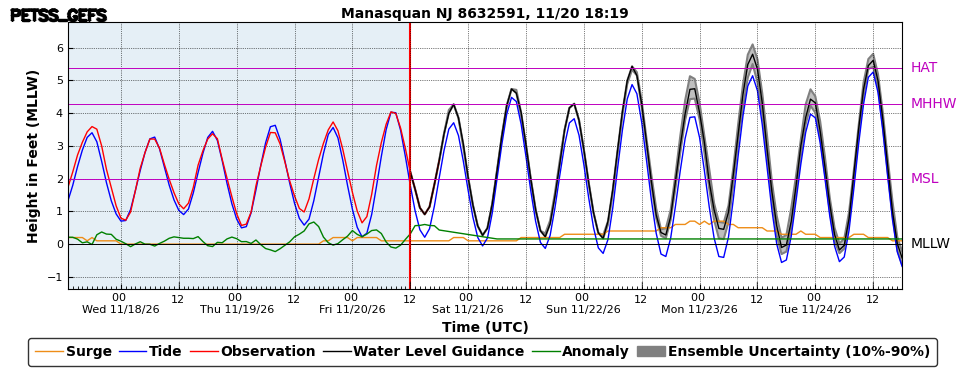 PETSS_GEFS
Manasquan NJ 8632591, 11/20 18:19
Height in Feet (MLLW)
6
5
4
3
2
1
0
−1
HAT
MHHW
MSL
MLLW
00 12 00 12 00 12 00 12 00 12 00 12 00 12
Wed 11/18/26 Thu 11/19/26 Fri 11/20/26 Sat 11/21/26 Sun 11/22/26 Mon 11/23/26 Tue 11/24/26
Time (UTC)
Surge Tide Observation Water Level Guidance Anomaly Ensemble Uncertainty (10%-90%)